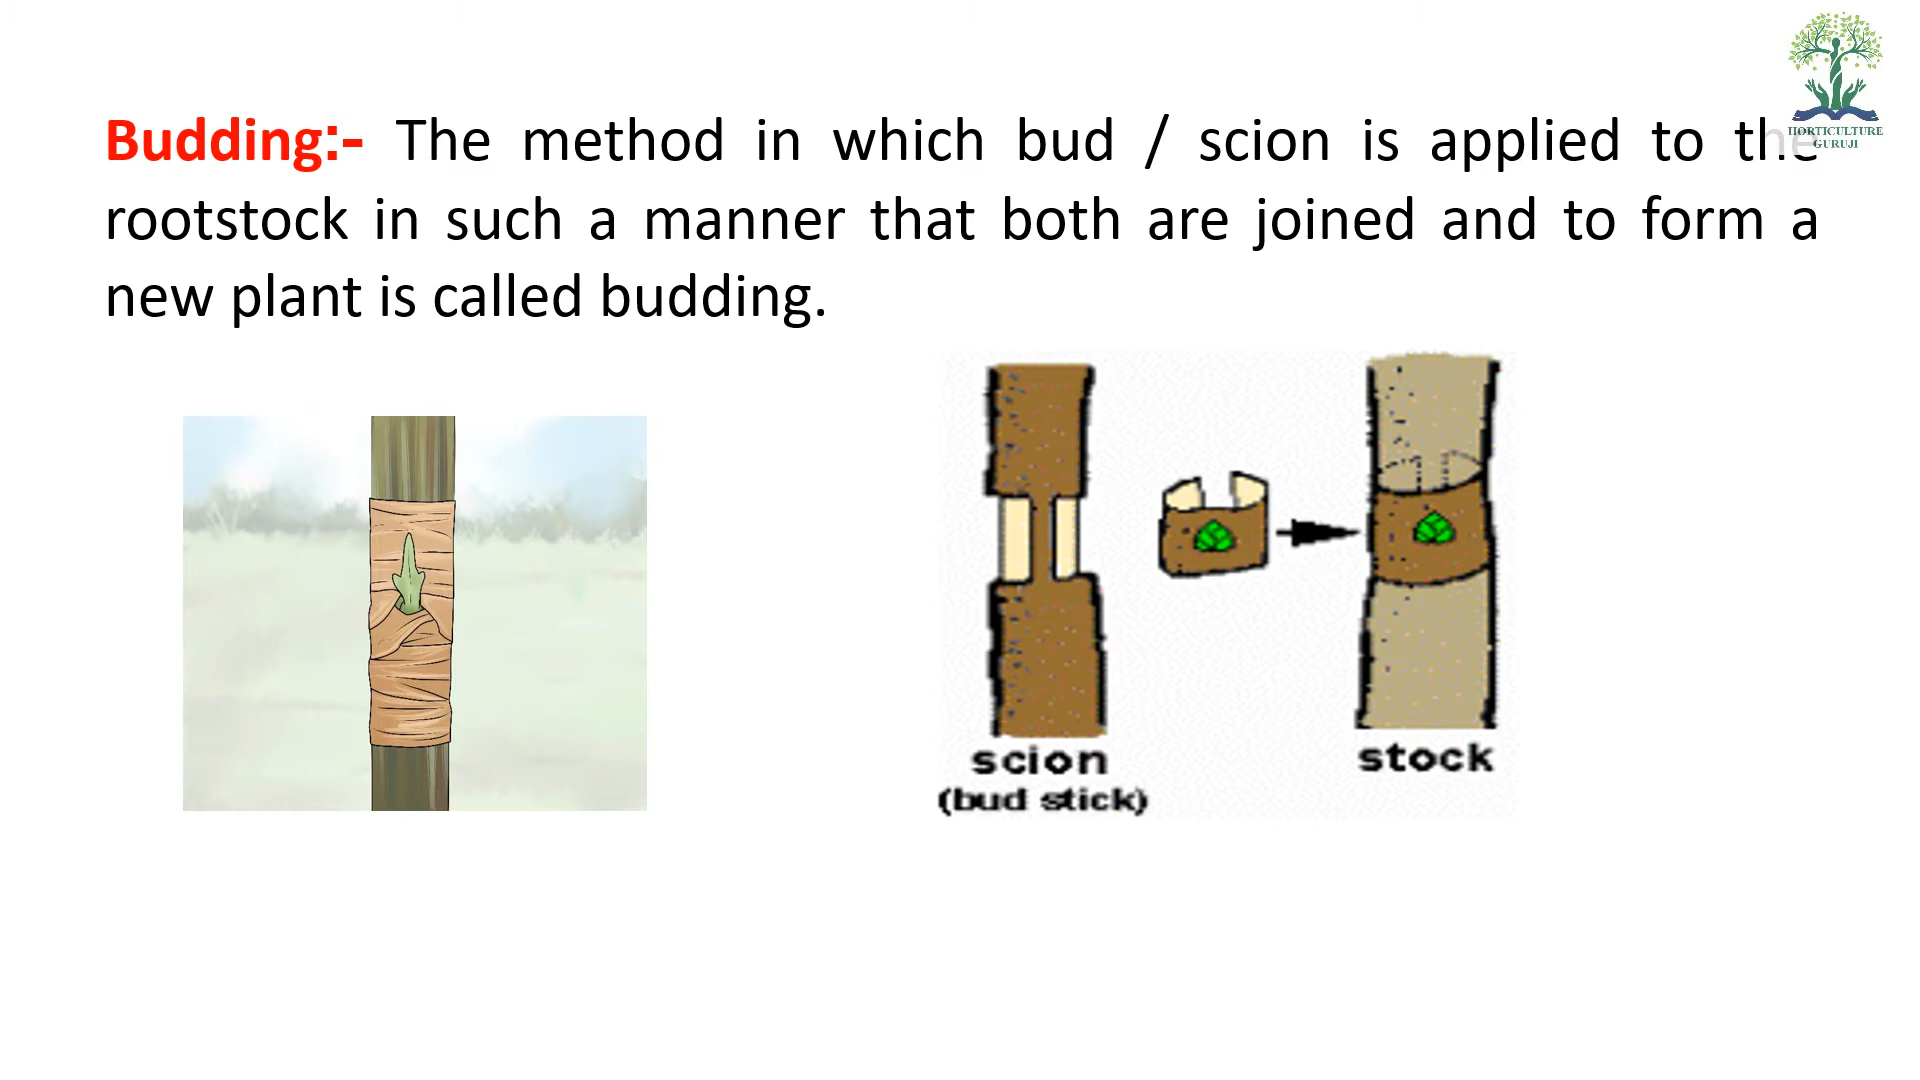 HORTICULTURE
GURUJI
Budding:- The method in which bud / scion is applied to the
rootstock in such a manner that both are joined and to form a
new plant is called budding.
scion
(bud stick)
stock